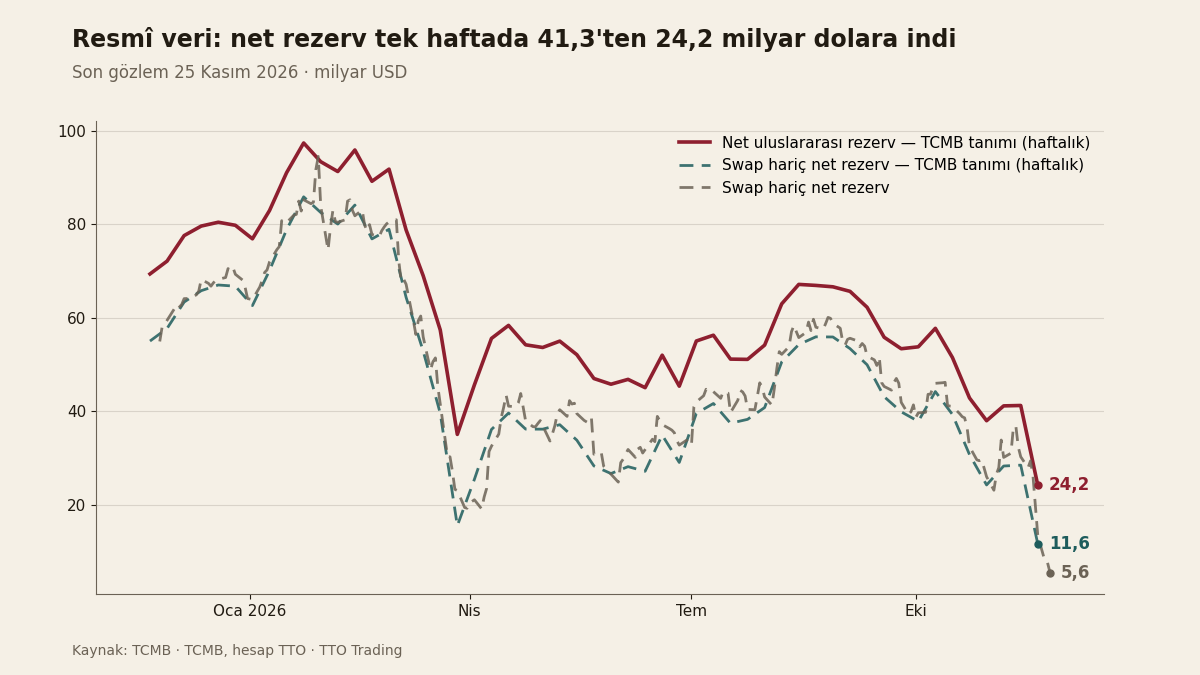 Resmî veri: net rezerv tek haftada 41,3'ten 24,2 milyar dolara indi
Son gözlem 25 Kasım 2026 · milyar USD
100
80
60
40
20
Net uluslararası rezerv — TCMB tanımı (haftalık)
Swap hariç net rezerv — TCMB tanımı (haftalık)
Swap hariç net rezerv
24,2
11,6
5,6
Oca 2026
Nis
Tem
Eki
Kaynak: TCMB · TCMB, hesap TTO · TTO Trading